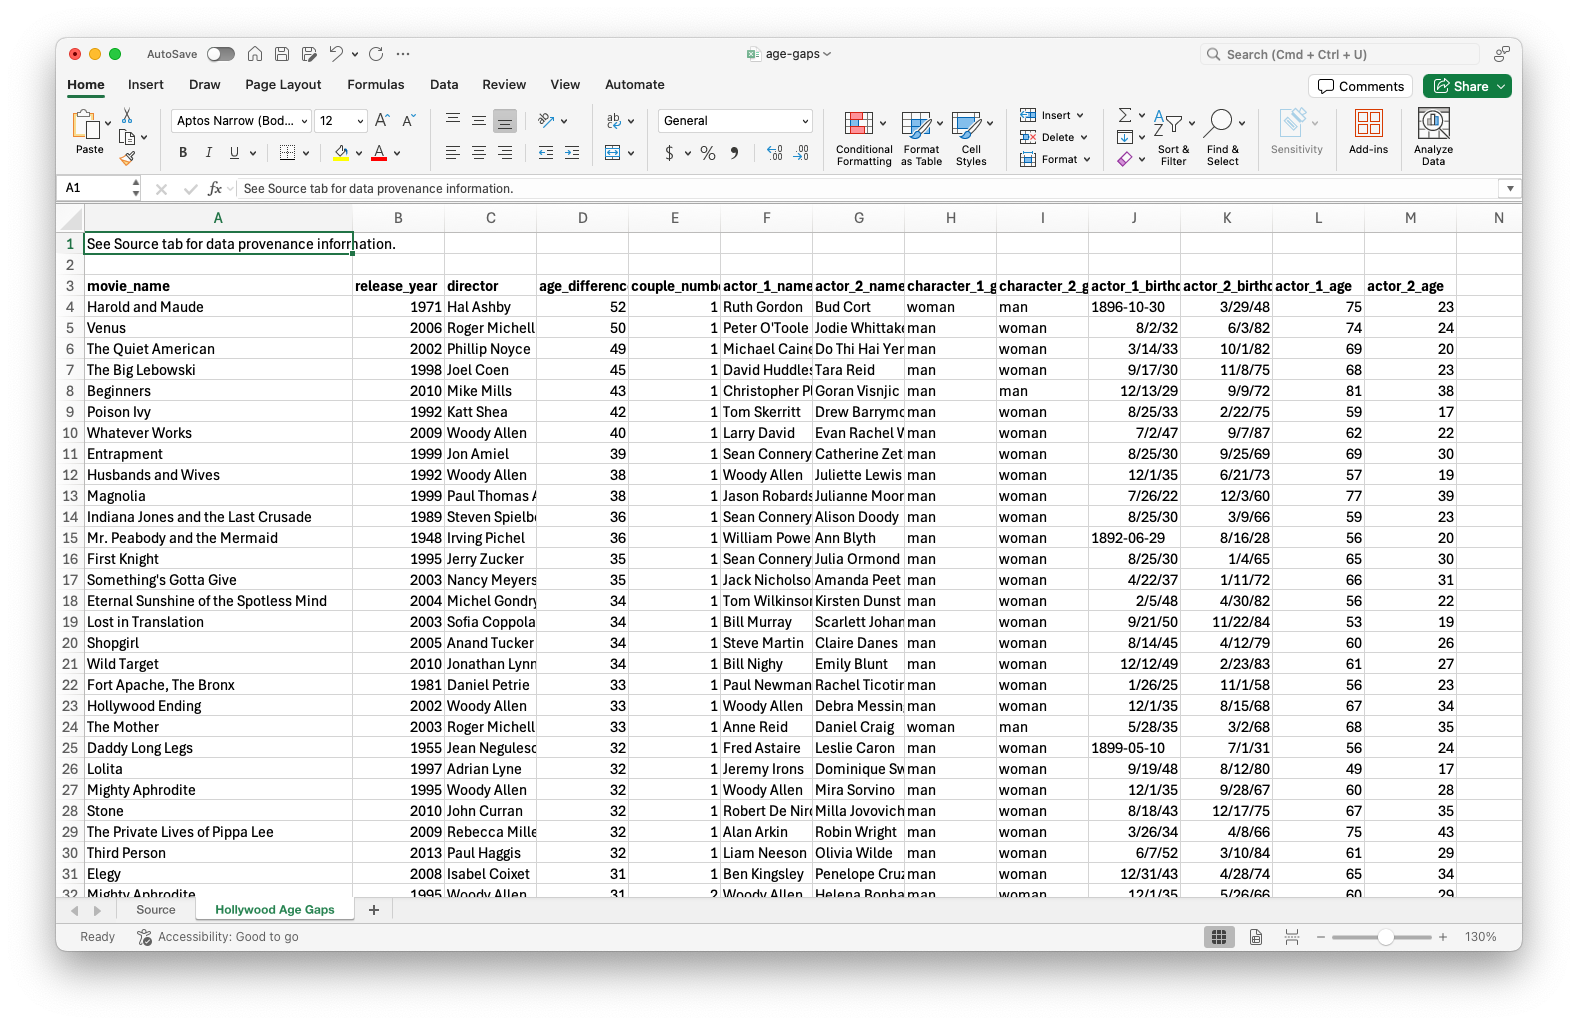 AutoSave age-gaps Search (Cmd + Ctrl + U)
Home Insert Draw Page Layout Formulas Data Review View Automate Comments Share
Paste Aptos Narrow (Bod... 12 A A ab General Insert Σ A Z
Delete
B I U A $ % 9 .00 .00 Conditional Formatting Format as Table Cell Styles Format Sort & Filter Find & Select Sensitivity Add-ins Analyze Data
A1 fx See Source tab for data provenance information.
A B C D E F G H I J K L M N
1 See Source tab for data provenance information.
2
3 movie_name release_year director age_differenc couple_numb actor_1_name actor_2_name character_1_g character_2_g actor_1_birthd actor_2_birthd actor_1_age actor_2_age
4 Harold and Maude 1971 Hal Ashby 52 1 Ruth Gordon Bud Cort woman man 1896-10-30 3/29/48 75 23
5 Venus 2006 Roger Michell 50 1 Peter O'Toole Jodie Whittake man woman 8/2/32 6/3/82 74 24
6 The Quiet American 2002 Phillip Noyce 49 1 Michael Caine Do Thi Hai Yen man woman 3/14/33 10/1/82 69 20
7 The Big Lebowski 1998 Joel Coen 45 1 David Huddles Tara Reid man woman 9/17/30 11/8/75 68 23
8 Beginners 2010 Mike Mills 43 1 Christopher Pl Goran Visnjic man man 12/13/29 9/9/72 81 38
9 Poison Ivy 1992 Katt Shea 42 1 Tom Skerritt Drew Barrymo man woman 8/25/33 2/22/75 59 17
10 Whatever Works 2009 Woody Allen 40 1 Larry David Evan Rachel W man woman 7/2/47 9/7/87 62 22
11 Entrapment 1999 Jon Amiel 39 1 Sean Connery Catherine Zet man woman 8/25/30 9/25/69 69 30
12 Husbands and Wives 1992 Woody Allen 38 1 Woody Allen Juliette Lewis man woman 12/1/35 6/21/73 57 19
13 Magnolia 1999 Paul Thomas A 38 1 Jason Robards Julianne Moor man woman 7/26/22 12/3/60 77 39
14 Indiana Jones and the Last Crusade 1989 Steven Spielb 36 1 Sean Connery Alison Doody man woman 8/25/30 3/9/66 59 23
15 Mr. Peabody and the Mermaid 1948 Irving Pichel 36 1 William Powe Ann Blyth man woman 1892-06-29 8/16/28 56 20
16 First Knight 1995 Jerry Zucker 35 1 Sean Connery Julia Ormond man woman 8/25/30 1/4/65 65 30
17 Something's Gotta Give 2003 Nancy Meyers 35 1 Jack Nicholso Amanda Peet man woman 4/22/37 1/11/72 66 31
18 Eternal Sunshine of the Spotless Mind 2004 Michel Gondry 34 1 Tom Wilkinson Kirsten Dunst man woman 2/5/48 4/30/82 56 22
19 Lost in Translation 2003 Sofia Coppola 34 1 Bill Murray Scarlett Johan man woman 9/21/50 11/22/84 53 19
20 Shopgirl 2005 Anand Tucker 34 1 Steve Martin Claire Danes man woman 8/14/45 4/12/79 60 26
21 Wild Target 2010 Jonathan Lynn 34 1 Bill Nighy Emily Blunt man woman 12/12/49 2/23/83 61 27
22 Fort Apache, The Bronx 1981 Daniel Petrie 33 1 Paul Newman Rachel Ticotin man woman 1/26/25 11/1/58 56 23
23 Hollywood Ending 2002 Woody Allen 33 1 Woody Allen Debra Messin man woman 12/1/35 8/15/68 67 34
24 The Mother 2003 Roger Michell 33 1 Anne Reid Daniel Craig woman man 5/28/35 3/2/68 68 35
25 Daddy Long Legs 1955 Jean Negulesc 32 1 Fred Astaire Leslie Caron man woman 1899-05-10 7/1/31 56 24
26 Lolita 1997 Adrian Lyne 32 1 Jeremy Irons Dominique Sw man woman 9/19/48 8/12/80 49 17
27 Mighty Aphrodite 1995 Woody Allen 32 1 Woody Allen Mira Sorvino man woman 12/1/35 9/28/67 60 28
28 Stone 2010 John Curran 32 1 Robert De Niro Milla Jovovich man woman 8/18/43 12/17/75 67 35
29 The Private Lives of Pippa Lee 2009 Rebecca Mille 32 1 Alan Arkin Robin Wright man woman 3/26/34 4/8/66 75 43
30 Third Person 2013 Paul Haggis 32 1 Liam Neeson Olivia Wilde man woman 6/7/52 3/10/84 61 29
31 Elegy 2008 Isabel Coixet 31 1 Ben Kingsley Penelope Cruz man woman 12/31/43 4/28/74 65 34
32 Mighty Aphrodite 1995 Woody Allen 31 2 Woody Allen Helena Bonha man woman 12/1/35 5/26/66 60 29
Source Hollywood Age Gaps +
Ready Accessibility: Good to go 130%